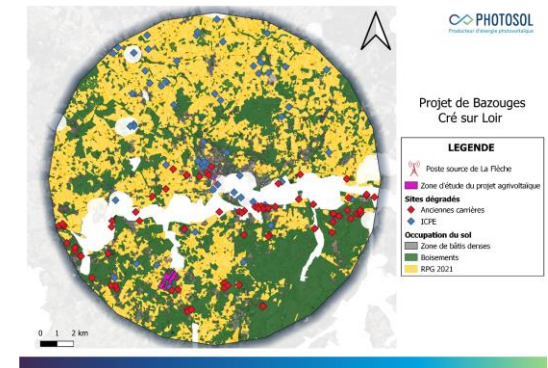 PHOTOSOL
Producteur d'énergie photovoltaïque
Projet de Bazouges
Cré sur Loir
LEGENDE
Poste source de La Flèche
Zone d'étude du projet agrivoltaïque
Sites dégradés
Anciennes carrières
ICPE
Occupation du sol
Zone de bâtis denses
Boisements
RPG 2021
0 1 2 km